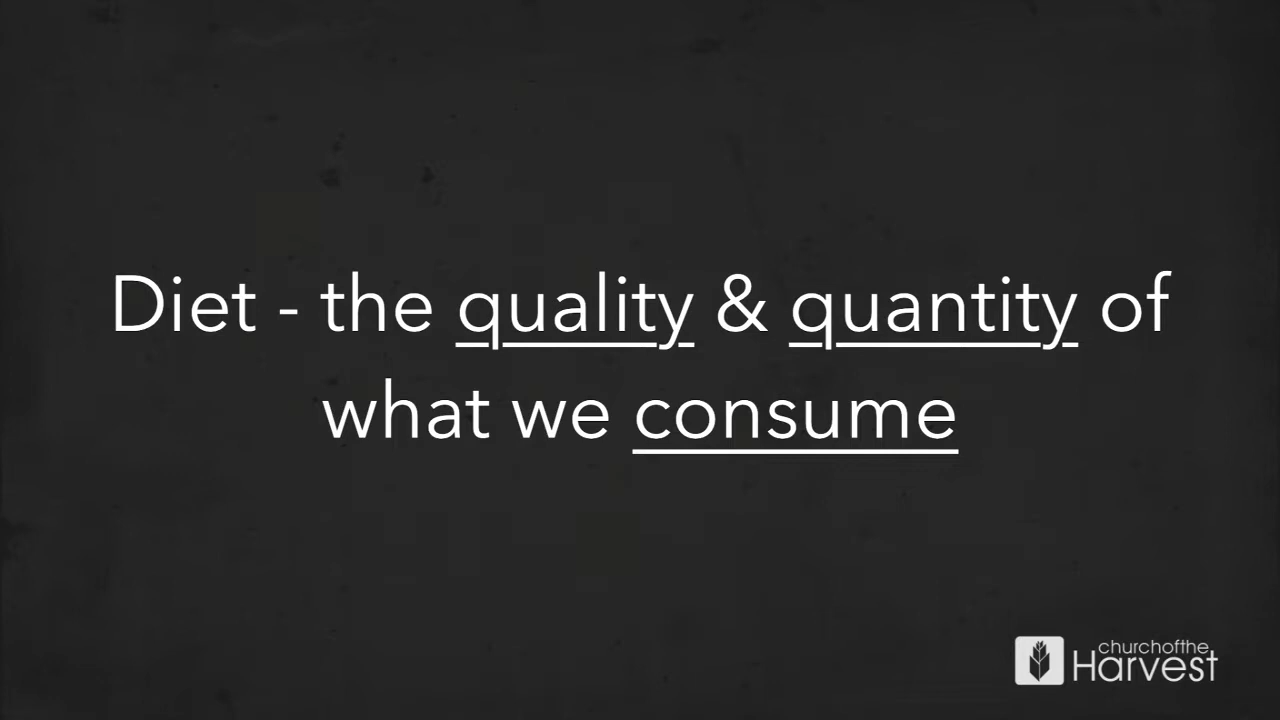 Diet - the quality & quantity of
what we consume
churchofthe
Harvest